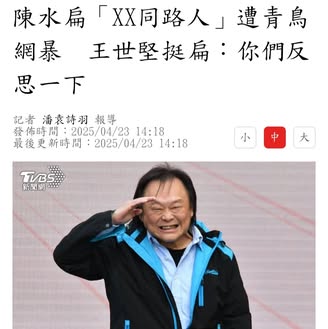 陳水扁「XX同路人」遭青鳥
網暴　王世堅挺扁：你們反
思一下
記者 潘袁詩羽 報導
發佈時間：2025/04/23 14:18
最後更新時間：2025/04/23 14:18
小 中 大
TVBS
新聞網